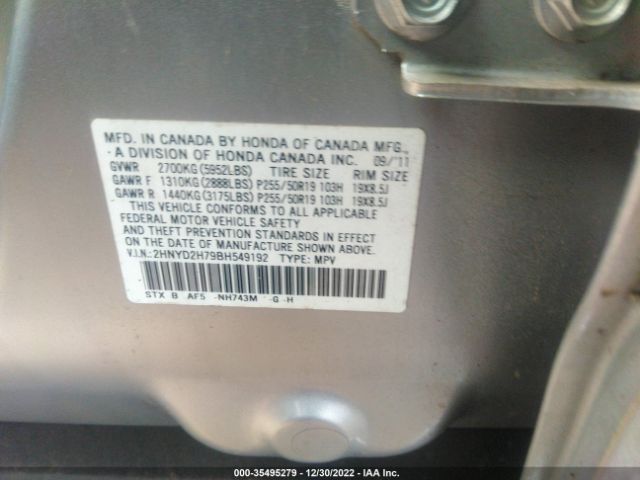 MFD. IN CANADA BY HONDA OF CANADA MFG.,
A DIVISION OF HONDA CANADA INC. 09/'11
GVWR 2700KG(5952LBS) TIRE SIZE RIM SIZE
GAWR F 1310KG(2888LBS) P255/50R19 103H 19X8.5J
GAWR R 1440KG(3175LBS) P255/50R19 103H 19X8.5J
THIS VEHICLE CONFORMS TO ALL APPLICABLE
FEDERAL MOTOR VEHICLE SAFETY
AND THEFT PREVENTION STANDARDS IN EFFECT
ON THE DATE OF MANUFACTURE SHOWN ABOVE.
V.I.N.:2HNYD2H79BH549192 TYPE: MPV
STX B AF5 -NH743M -G -H
000-35495279 - 12/30/2022 - IAA Inc.